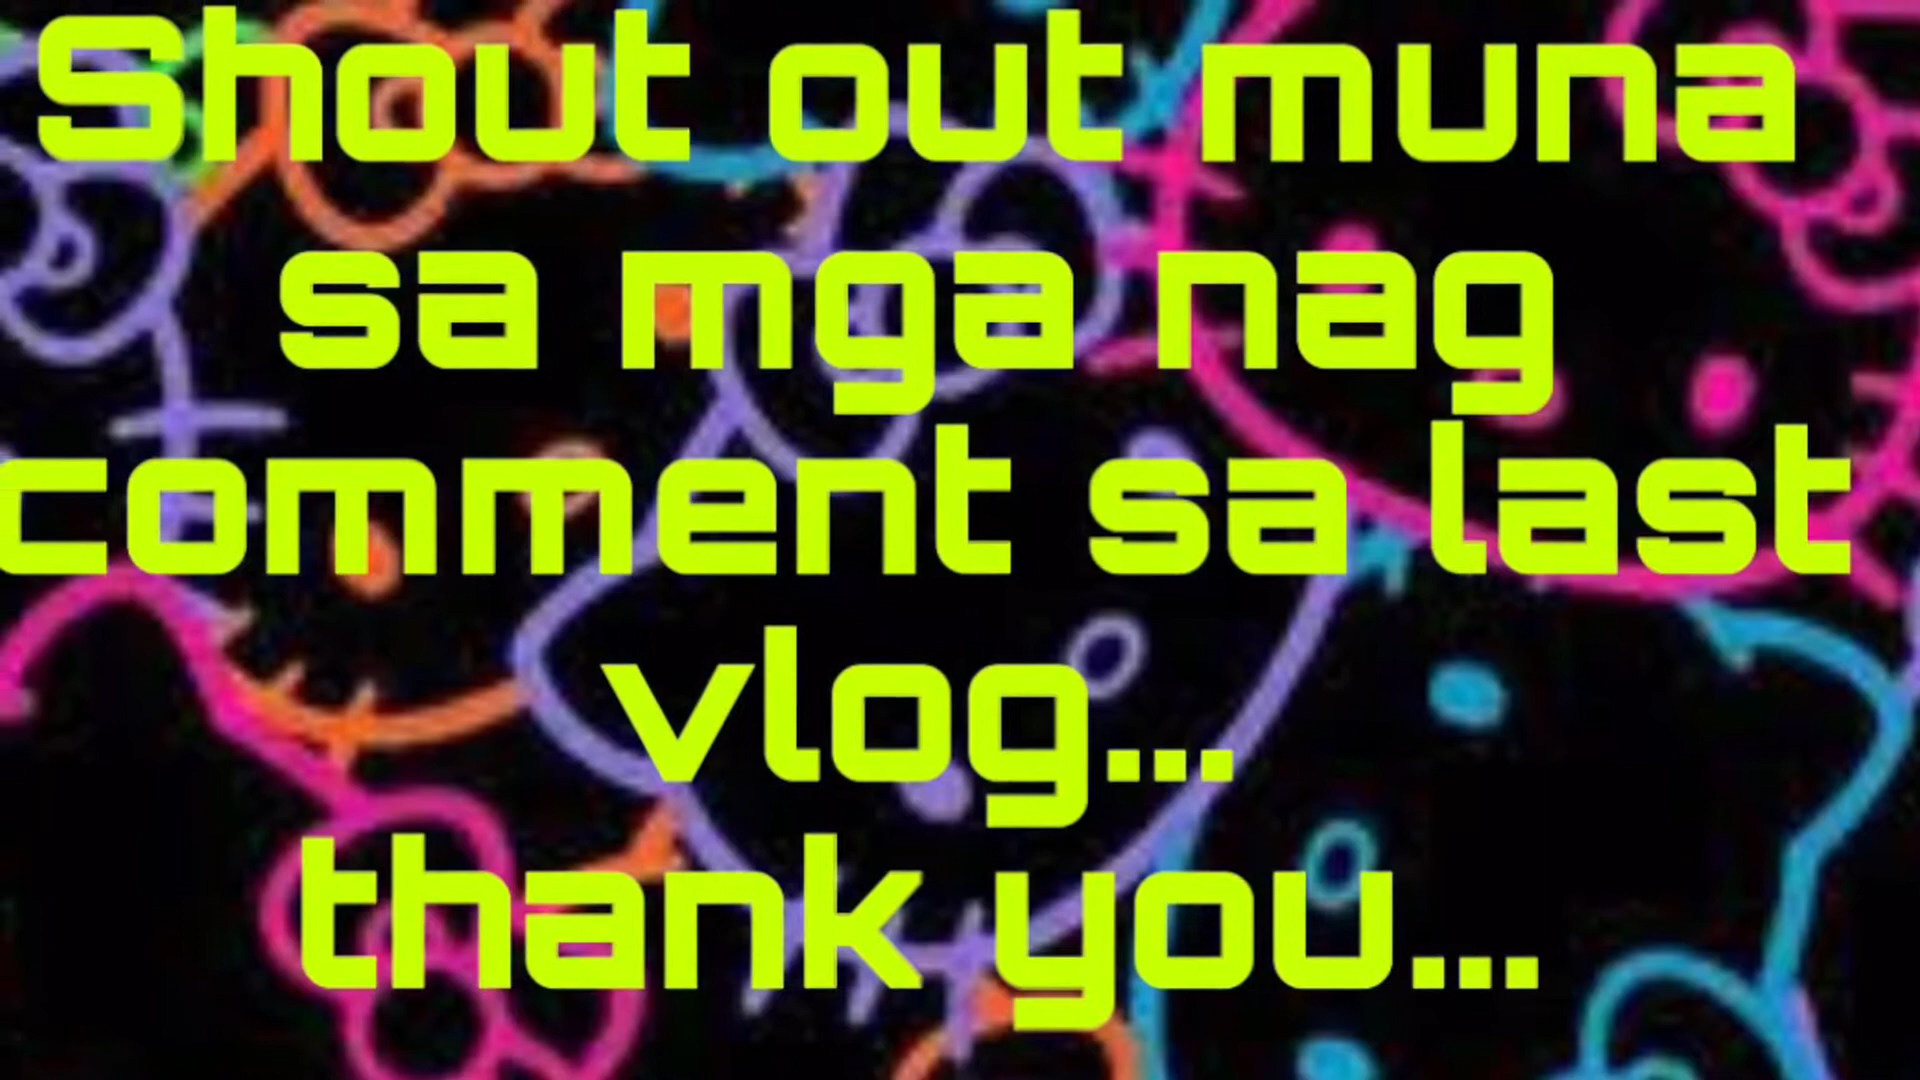 Shout out muna
sa mga nag
comment sa last
vlog...
thank you...